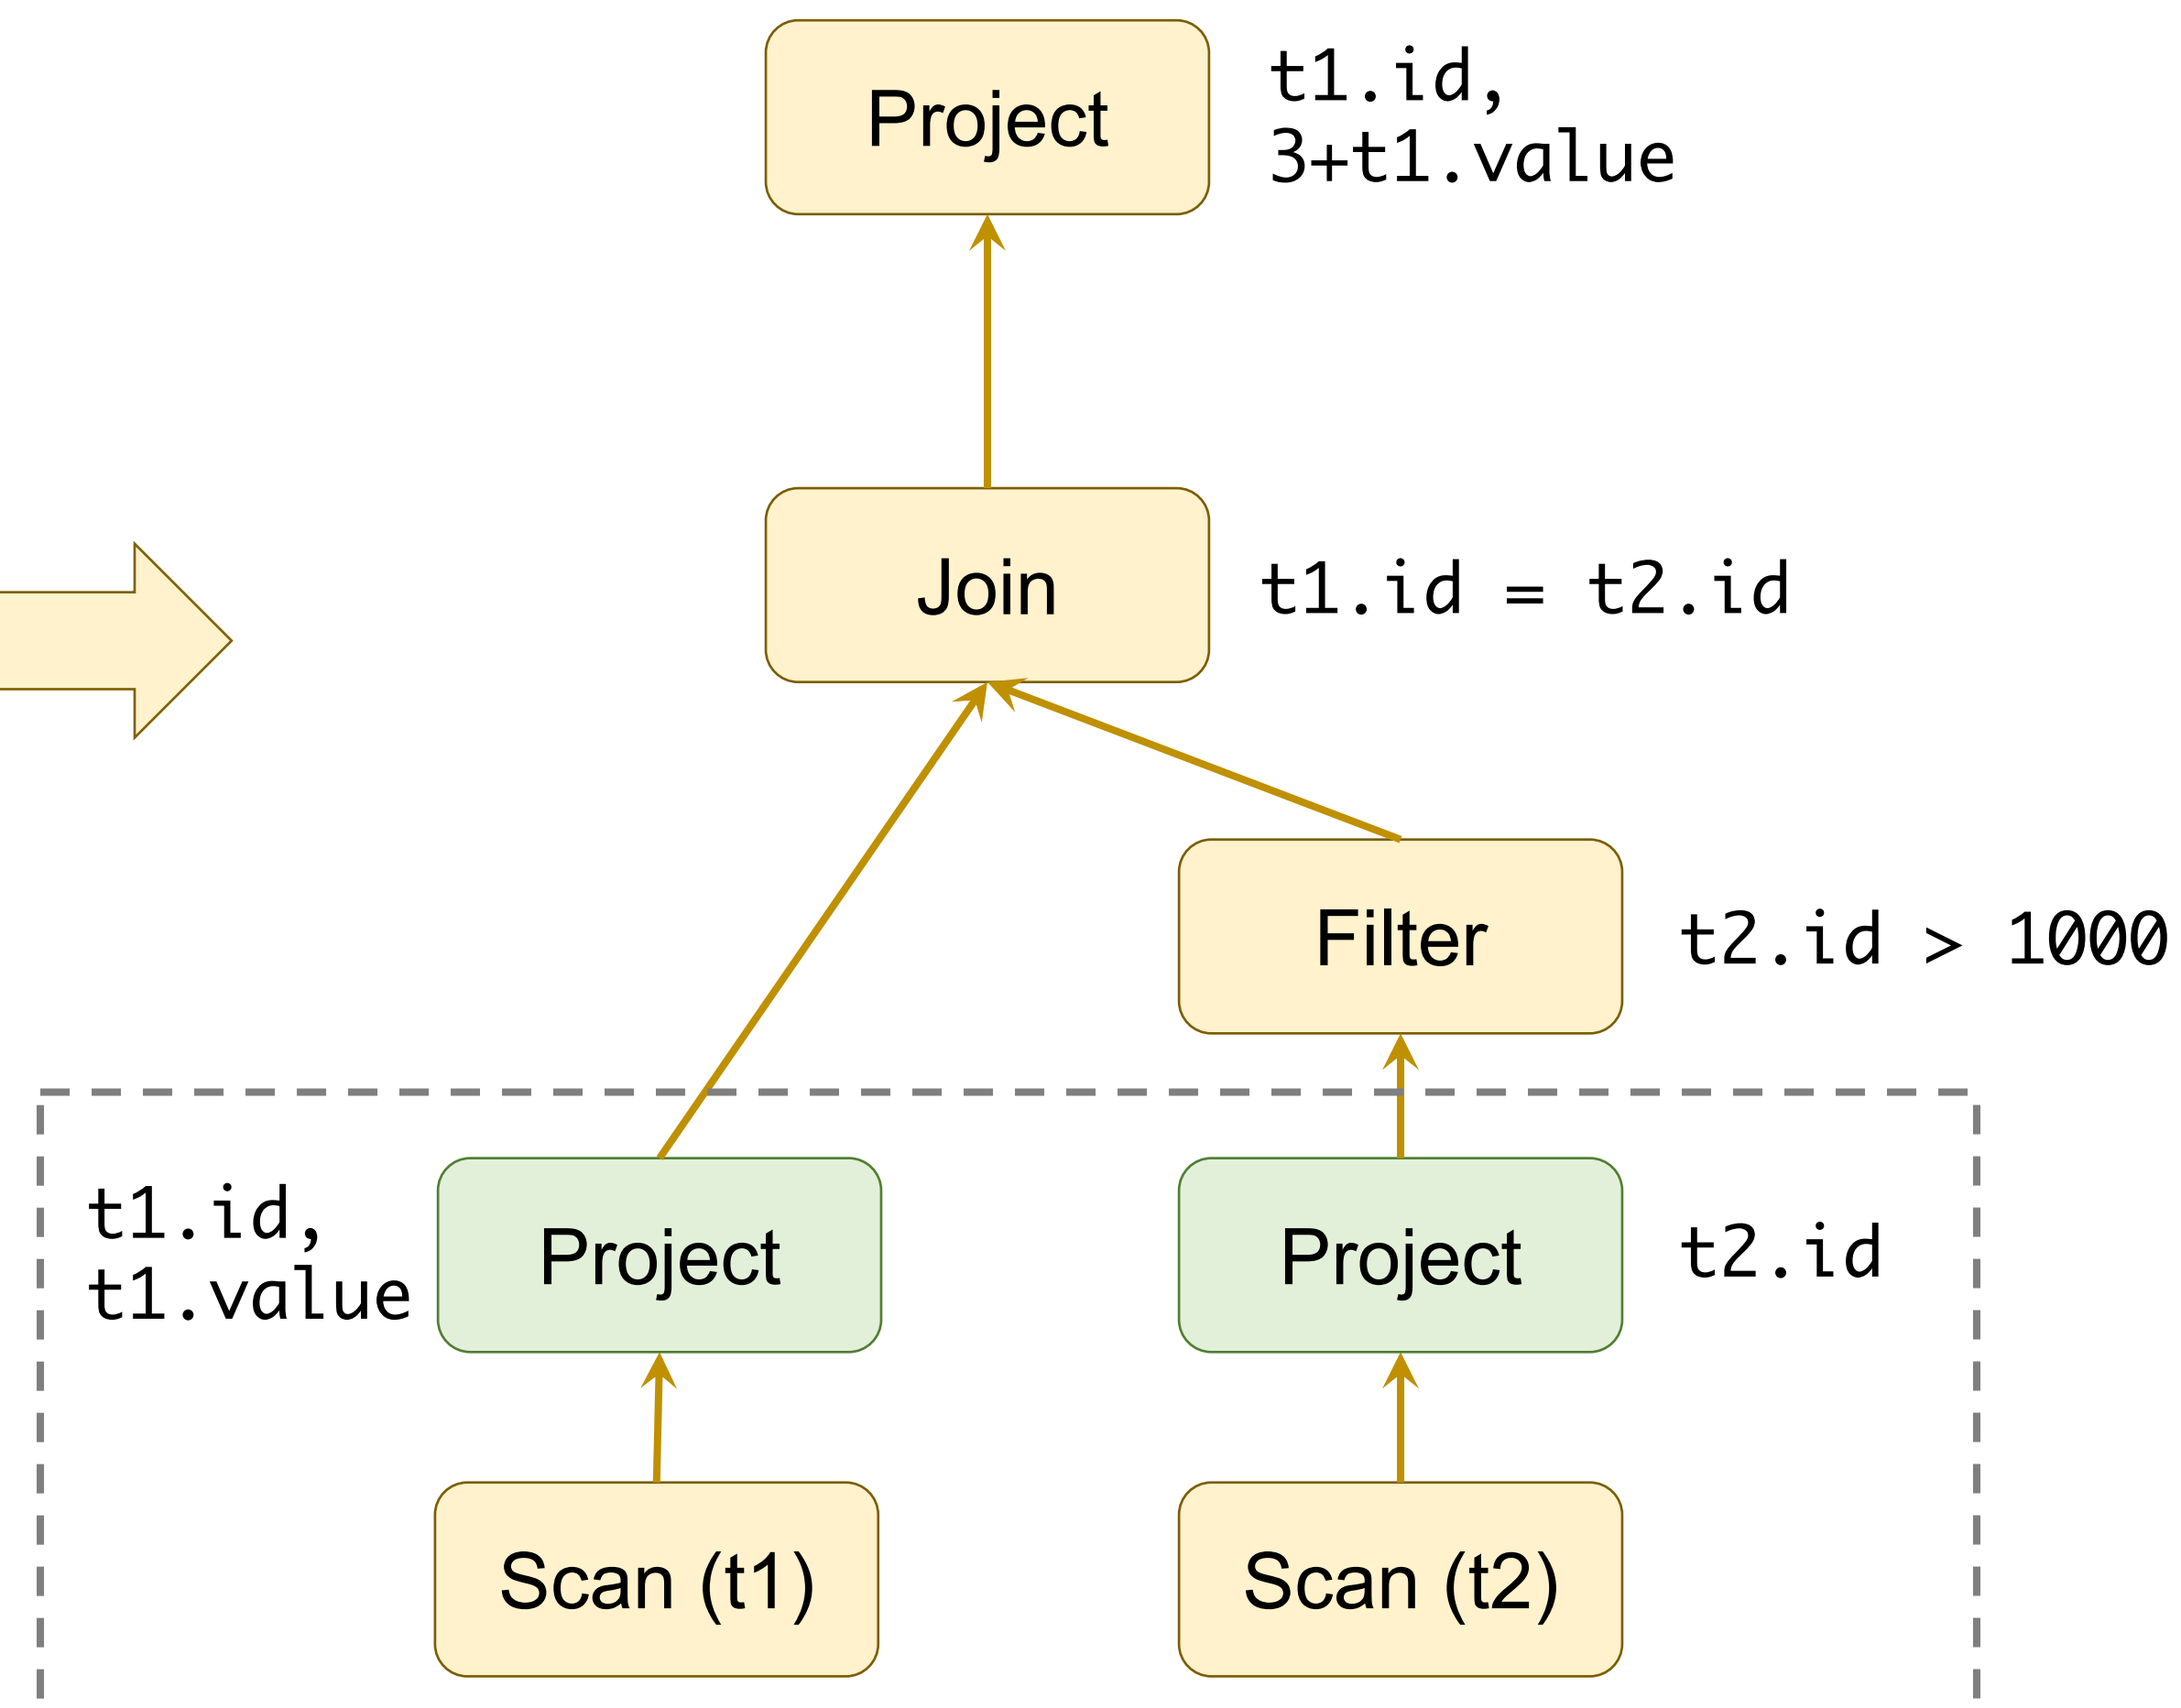 Project
t1.id,
3+t1.value
Join
t1.id = t2.id
Filter
t2.id > 1000
t1.id,
t1.value
Project
Project
t2.id
Scan (t1)
Scan (t2)